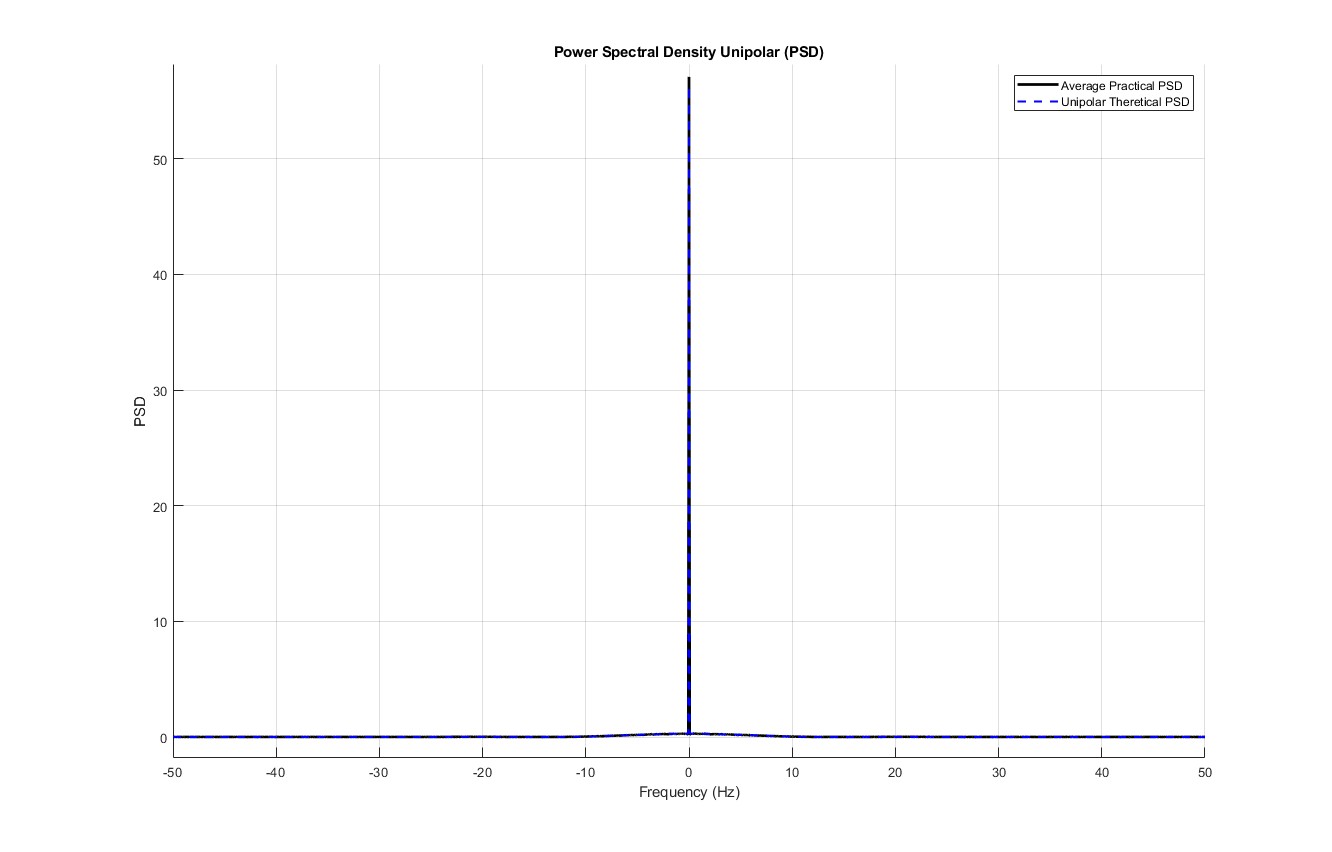 Power Spectral Density Unipolar (PSD)
Average Practical PSD
Unipolar Theretical PSD
50
40
30
20
10
0
PSD
-50 -40 -30 -20 -10 0 10 20 30 40 50
Frequency (Hz)